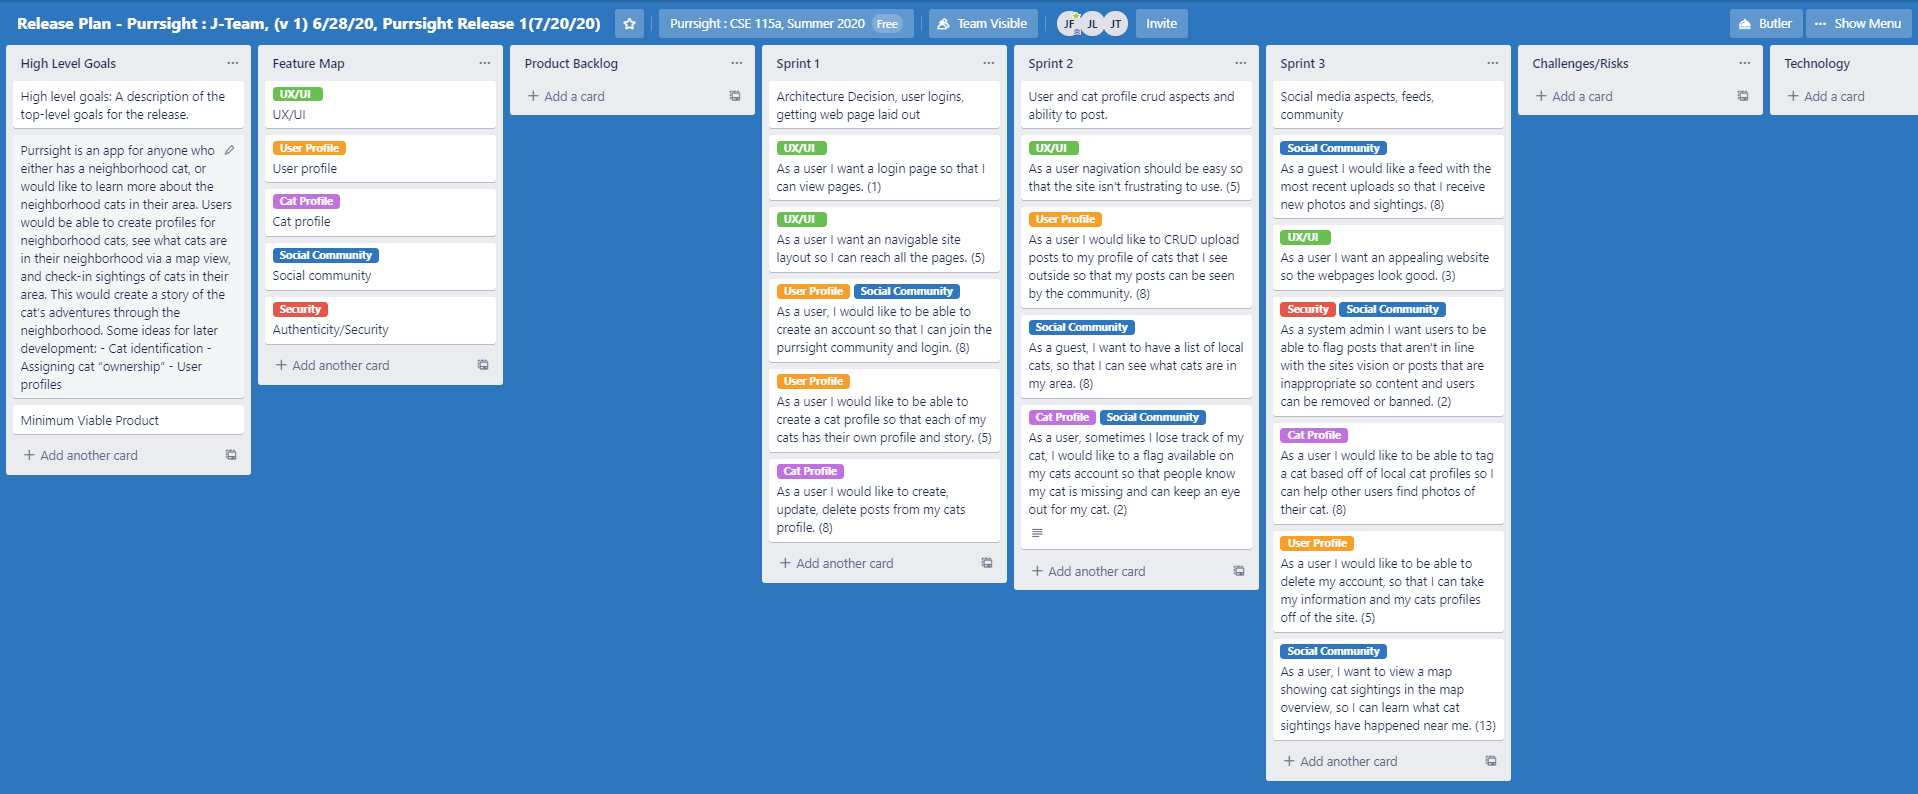 Release Plan - Purrsight : J-Team, (v 1) 6/28/20, Purrsight Release 1(7/20/20)
Purrsight : CSE 115a, Summer 2020 Free
Team Visible
JF JL JT
Invite
Butler
··· Show Menu
High Level Goals ···
High level goals: A description of the
top-level goals for the release.
Purrsight is an app for anyone who
either has a neighborhood cat, or
would like to learn more about the
neighborhood cats in their area. Users
would be able to create profiles for
neighborhood cats, see what cats are
in their neighborhood via a map view,
and check-in sightings of cats in their
area. This would create a story of the
cat's adventures through the
neighborhood. Some ideas for later
development: - Cat identification -
Assigning cat “ownership” - User
profiles
Minimum Viable Product
+ Add another card
Feature Map ···
UX/UI
UX/UI
User Profile
User profile
Cat Profile
Cat profile
Social Community
Social community
Security
Authenticity/Security
+ Add another card
Product Backlog ···
+ Add a card
Sprint 1 ···
Architecture Decision, user logins,
getting web page laid out
UX/UI
As a user I want a login page so that I
can view pages. (1)
UX/UI
As a user I want an navigable site
layout so I can reach all the pages. (5)
User Profile Social Community
As a user, I would like to be able to
create an account so that I can join the
purrsight community and login. (8)
User Profile
As a user I would like to be able to
create a cat profile so that each of my
cats has their own profile and story. (5)
Cat Profile
As a user I would like to create,
update, delete posts from my cats
profile. (8)
+ Add another card
Sprint 2 ···
User and cat profile crud aspects and
ability to post.
UX/UI
As a user nagivation should be easy so
that the site isn't frustrating to use. (5)
User Profile
As a user I would like to CRUD upload
posts to my profile of cats that I see
outside so that my posts can be seen
by the community. (8)
Social Community
As a guest, I want to have a list of local
cats, so that I can see what cats are in
my area. (8)
Cat Profile Social Community
As a user, sometimes I lose track of my
cat, I would like to a flag available on
my cats account so that people know
my cat is missing and can keep an eye
out for my cat. (2)
+ Add another card
Sprint 3 ···
Social media aspects, feeds,
community
Social Community
As a guest I would like a feed with the
most recent uploads so that I receive
new photos and sightings. (8)
UX/UI
As a user I want an appealing website
so the webpages look good. (3)
Security Social Community
As a system admin I want users to be
able to flag posts that aren't in line
with the sites vision or posts that are
inappropriate so content and users
can be removed or banned. (2)
Cat Profile
As a user I would like to be able to tag
a cat based off of local cat profiles so I
can help other users find photos of
their cat. (8)
User Profile
As a user I would like to be able to
delete my account, so that I can take
my information and my cats profiles
off of the site. (5)
Social Community
As a user, I want to view a map
showing cat sightings in the map
overview, so I can learn what cat
sightings have happened near me. (13)
+ Add another card
Challenges/Risks ···
+ Add a card
Technology
+ Add a card